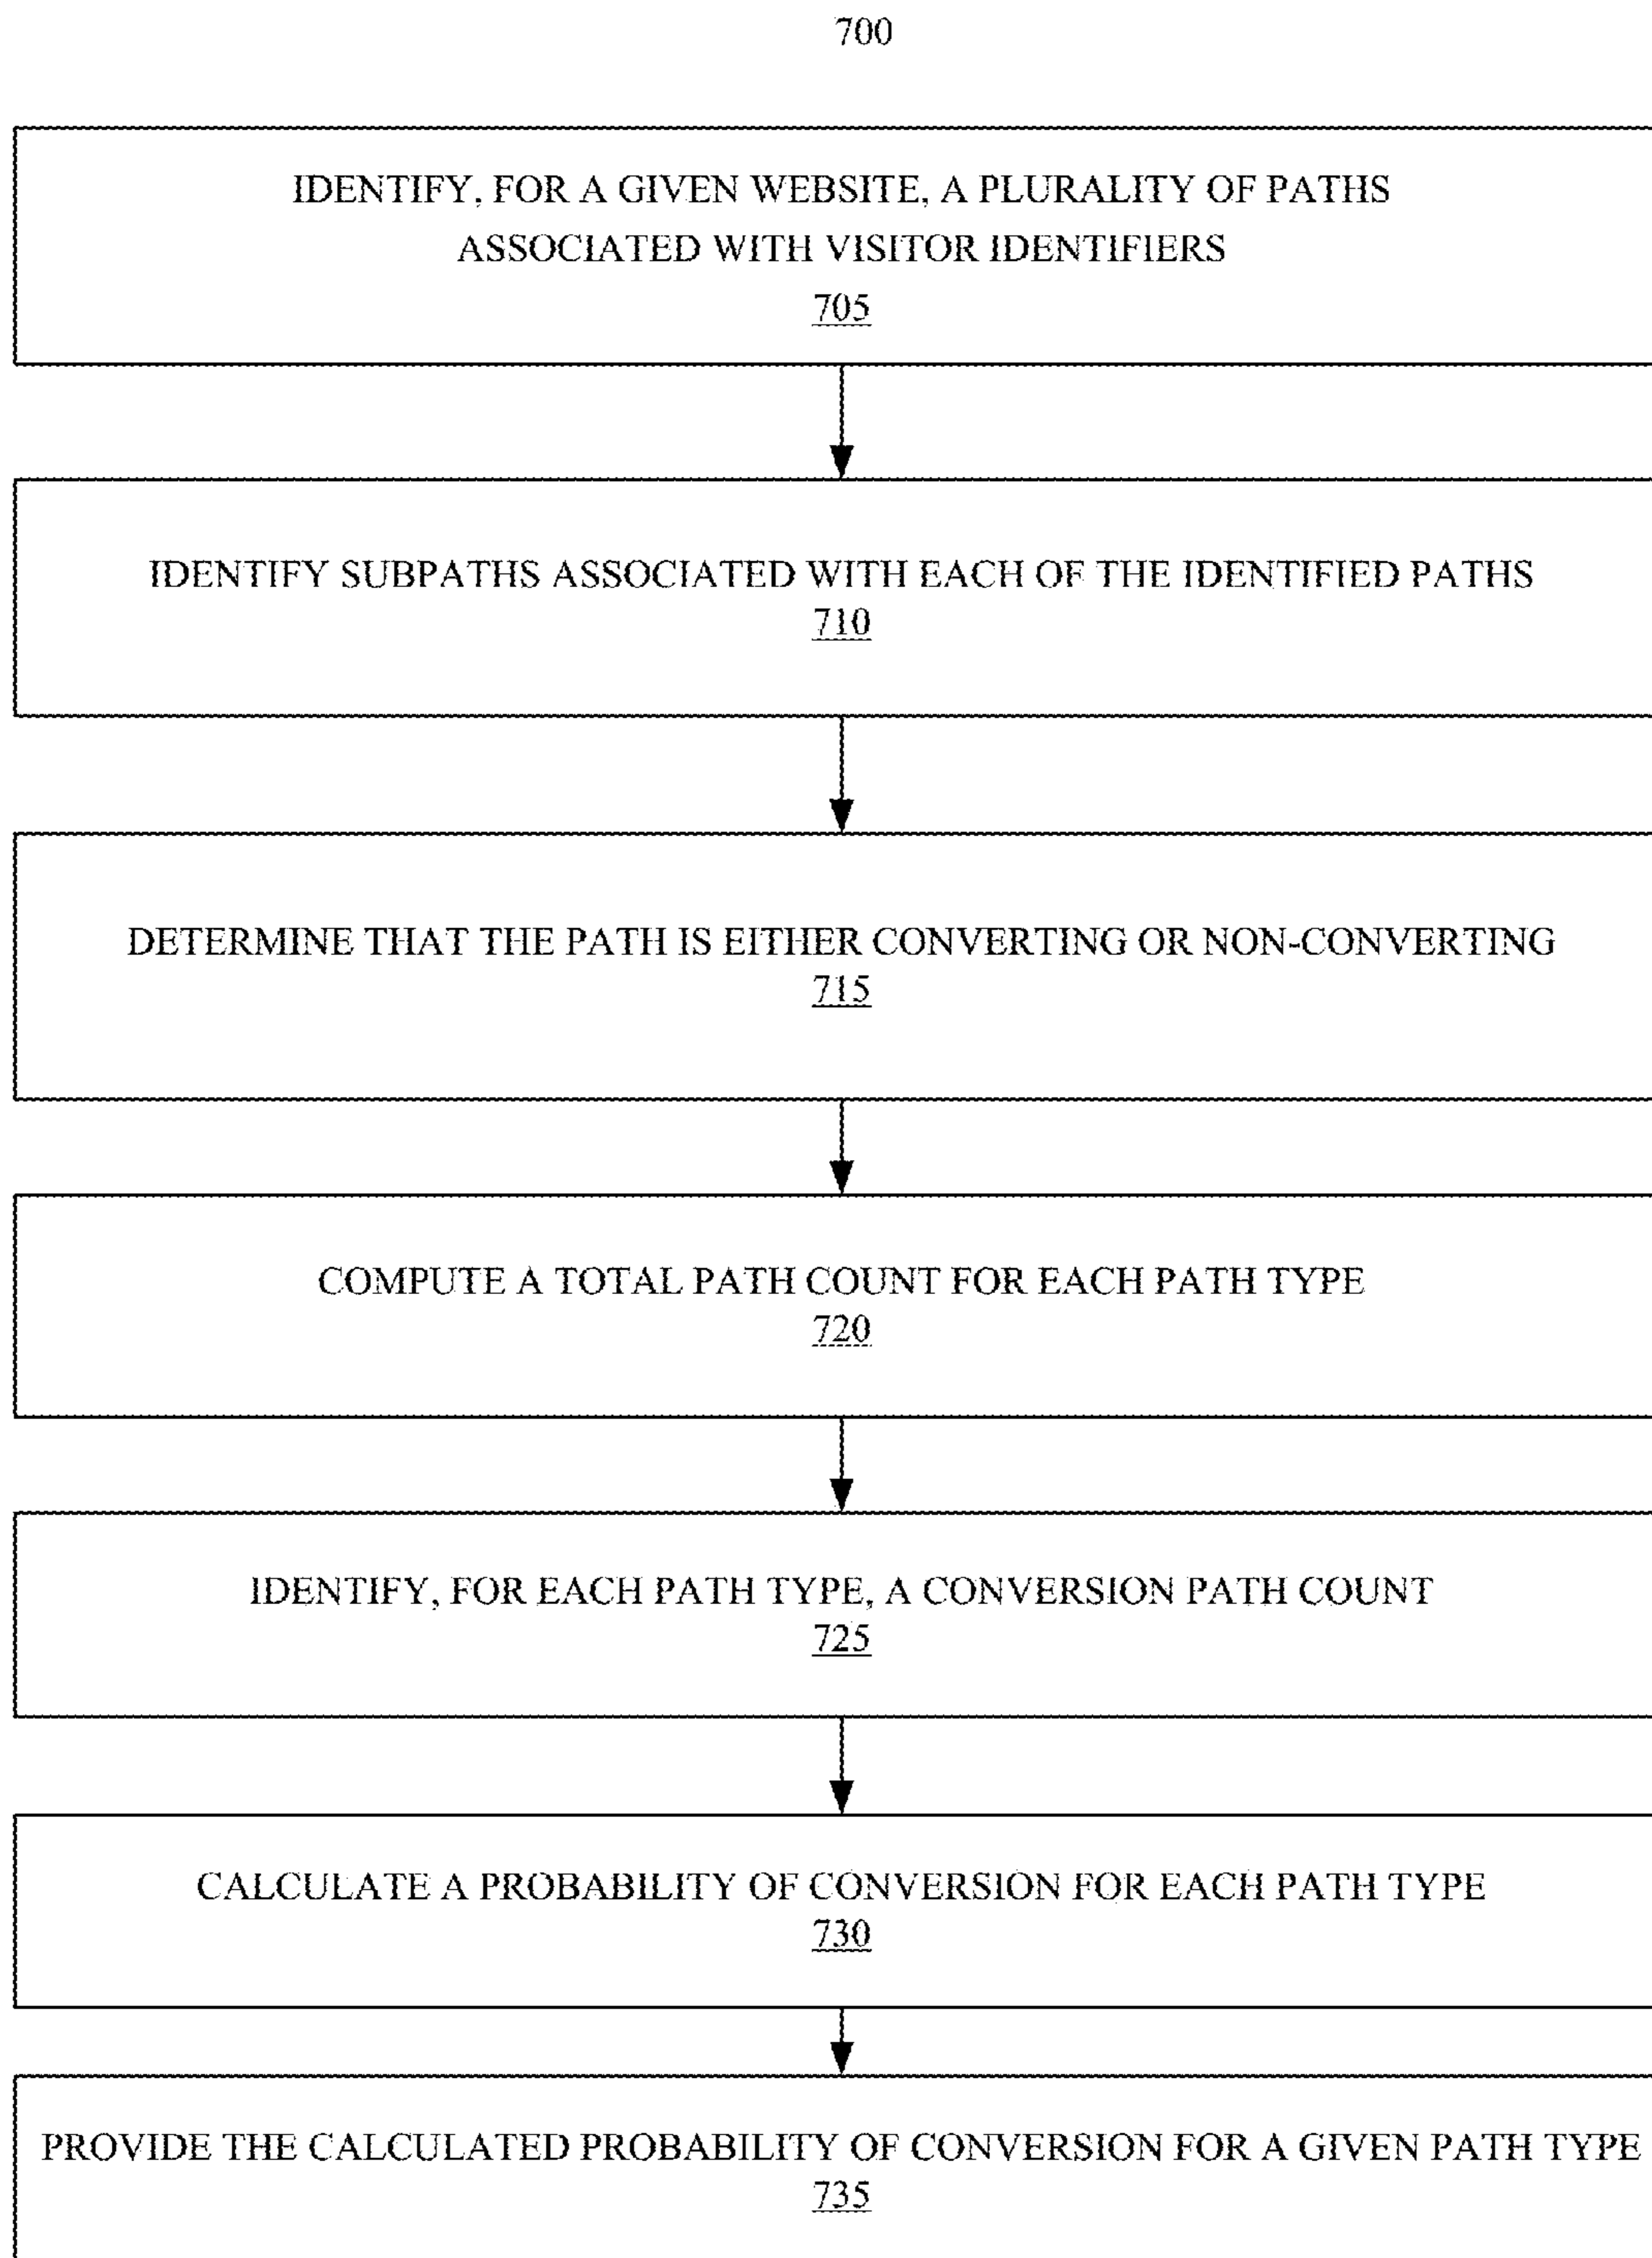 700
IDENTIFY, FOR A GIVEN WEBSITE, A PLURALITY OF PATHS
ASSOCIATED WITH VISITOR IDENTIFIERS
705
IDENTIFY SUBPATHS ASSOCIATED WITH EACH OF THE IDENTIFIED PATHS
710
DETERMINE THAT THE PATH IS EITHER CONVERTING OR NON-CONVERTING
715
COMPUTE A TOTAL PATH COUNT FOR EACH PATH TYPE
720
IDENTIFY, FOR EACH PATH TYPE, A CONVERSION PATH COUNT
725
CALCULATE A PROBABILITY OF CONVERSION FOR EACH PATH TYPE
730
PROVIDE THE CALCULATED PROBABILITY OF CONVERSION FOR A GIVEN PATH TYPE
735